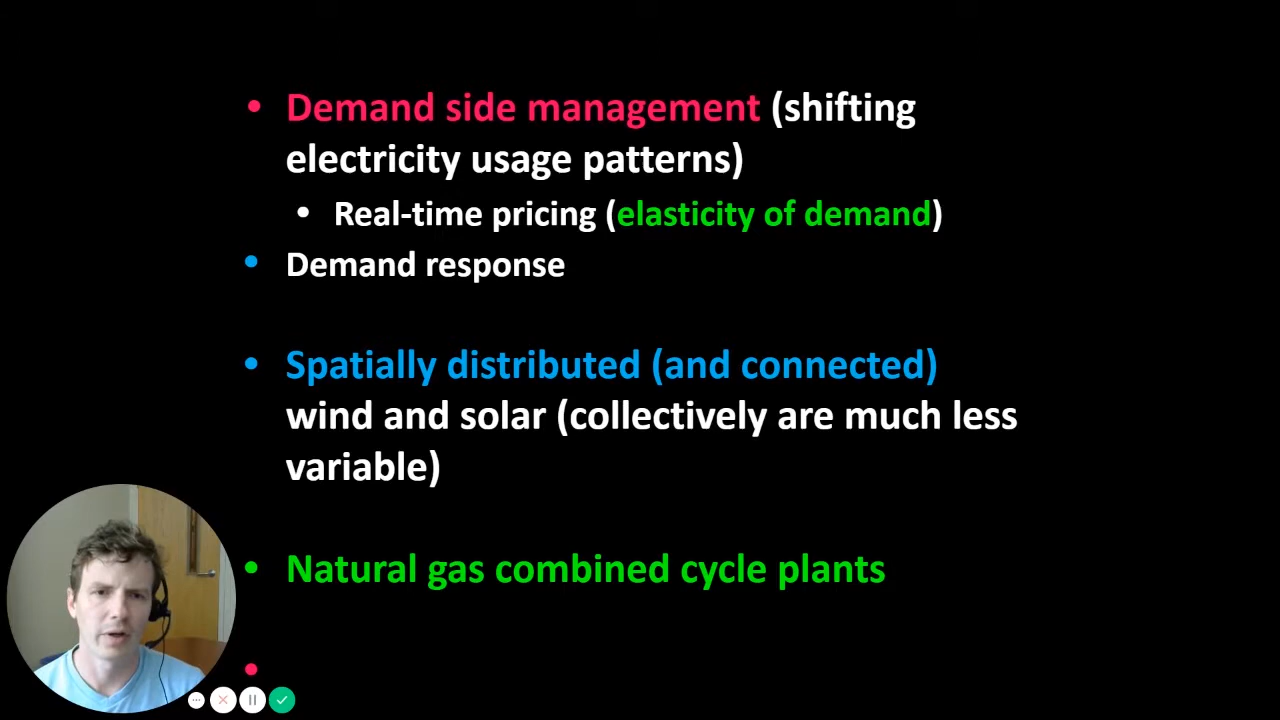 • Demand side management (shifting
electricity usage patterns)
• Real-time pricing (elasticity of demand)
• Demand response
• Spatially distributed (and connected)
wind and solar (collectively are much less
variable)
• Natural gas combined cycle plants
•